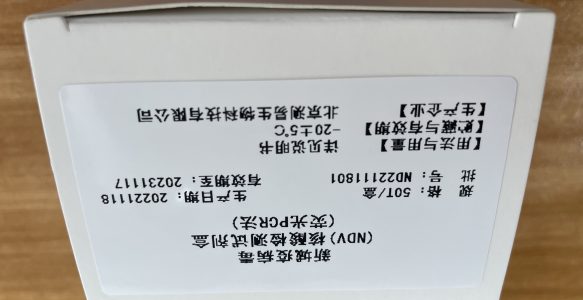 新城疫病毒
(NDV)核酸检测试剂盒
(荧光PCR法)
规 格: 50T/盒 生产日期: 20221118
批 号: ND22111801 有效期至: 20231117
【用法与用量】 详见说明书
【贮藏与有效期】 -20±5℃
【生产企业】 北京测易生物科技有限公司